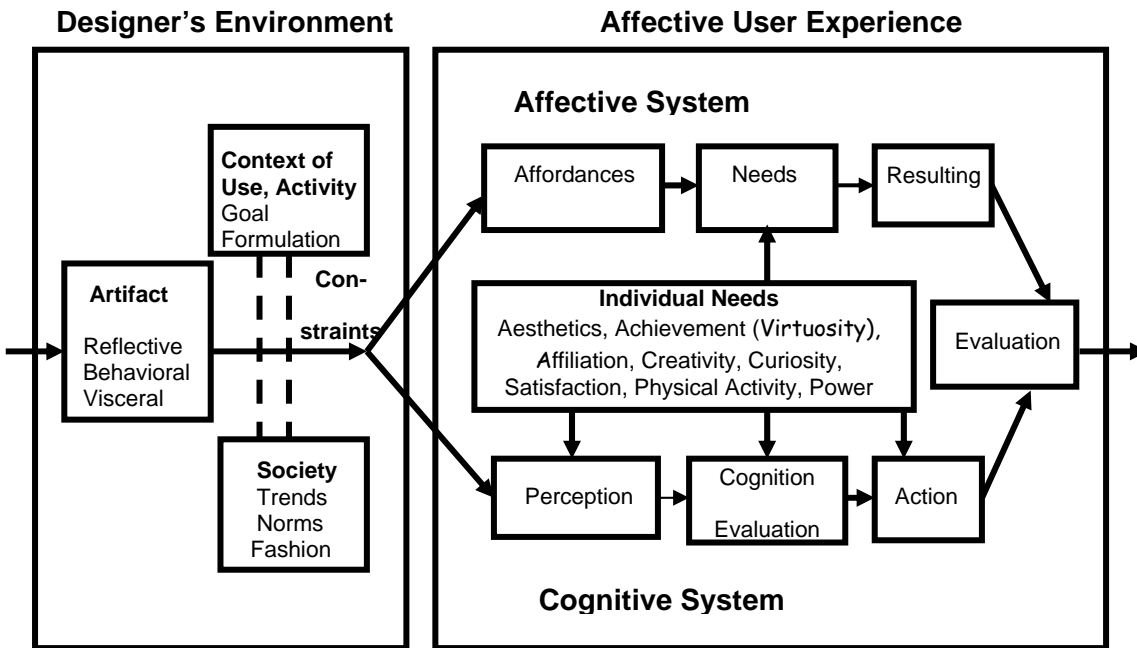 Designer’s Environment
Affective User Experience
Context of
Use, Activity
Goal
Formulation
Con-
straints
Artifact
Reflective
Behavioral
Visceral
Society
Trends
Norms
Fashion
Affective System
Affordances
Needs
Resulting
Individual Needs
Aesthetics, Achievement (Virtuosity),
Affiliation, Creativity, Curiosity,
Satisfaction, Physical Activity, Power
Evaluation
Perception
Cognition
Evaluation
Action
Cognitive System